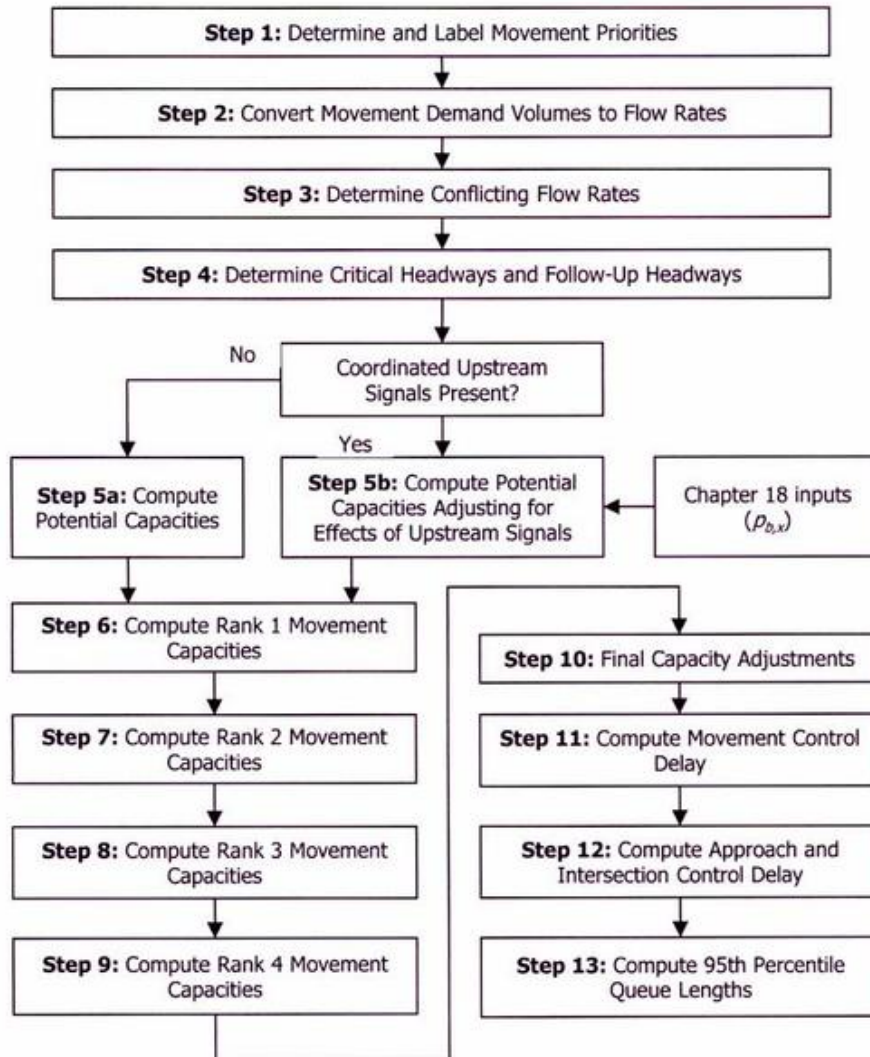 Step 1: Determine and Label Movement Priorities
Step 2: Convert Movement Demand Volumes to Flow Rates
Step 3: Determine Conflicting Flow Rates
Step 4: Determine Critical Headways and Follow-Up Headways
No
Coordinated Upstream
Signals Present?
Yes
Step 5a: Compute
Potential Capacities
Step 5b: Compute Potential
Capacities Adjusting for
Effects of Upstream Signals
Chapter 18 inputs
(p_b,x)
Step 6: Compute Rank 1 Movement
Capacities
Step 7: Compute Rank 2 Movement
Capacities
Step 8: Compute Rank 3 Movement
Capacities
Step 9: Compute Rank 4 Movement
Capacities
Step 10: Final Capacity Adjustments
Step 11: Compute Movement Control
Delay
Step 12: Compute Approach and
Intersection Control Delay
Step 13: Compute 95th Percentile
Queue Lengths